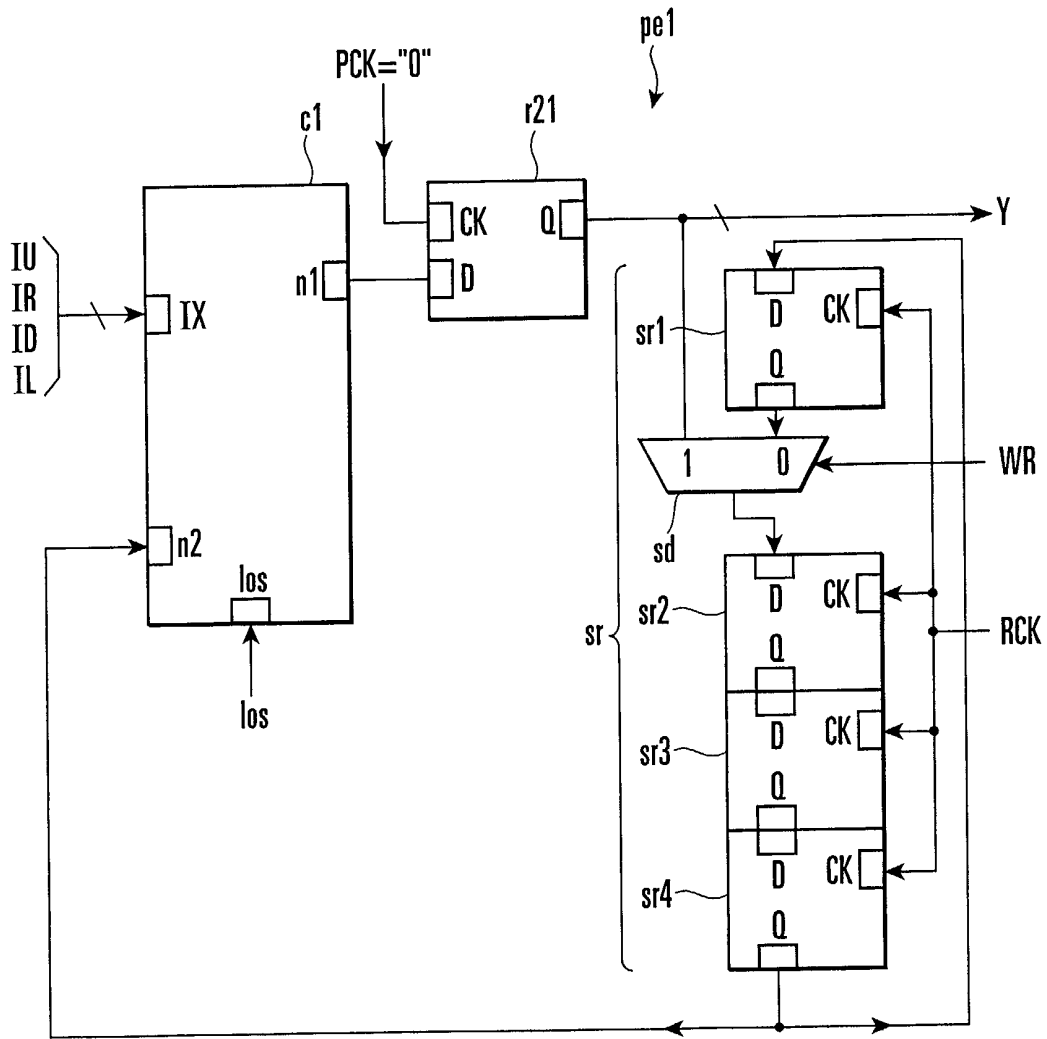 pe1
PCK="0"
c1
r21
CK
Q
Y
IU
IR
ID
IL
n1
D
IX
D
CK
sr1
Q
1
0
WR
sd
n2
los
los
D
CK
sr2
sr
Q
RCK
D
CK
sr3
Q
D
CK
sr4
Q